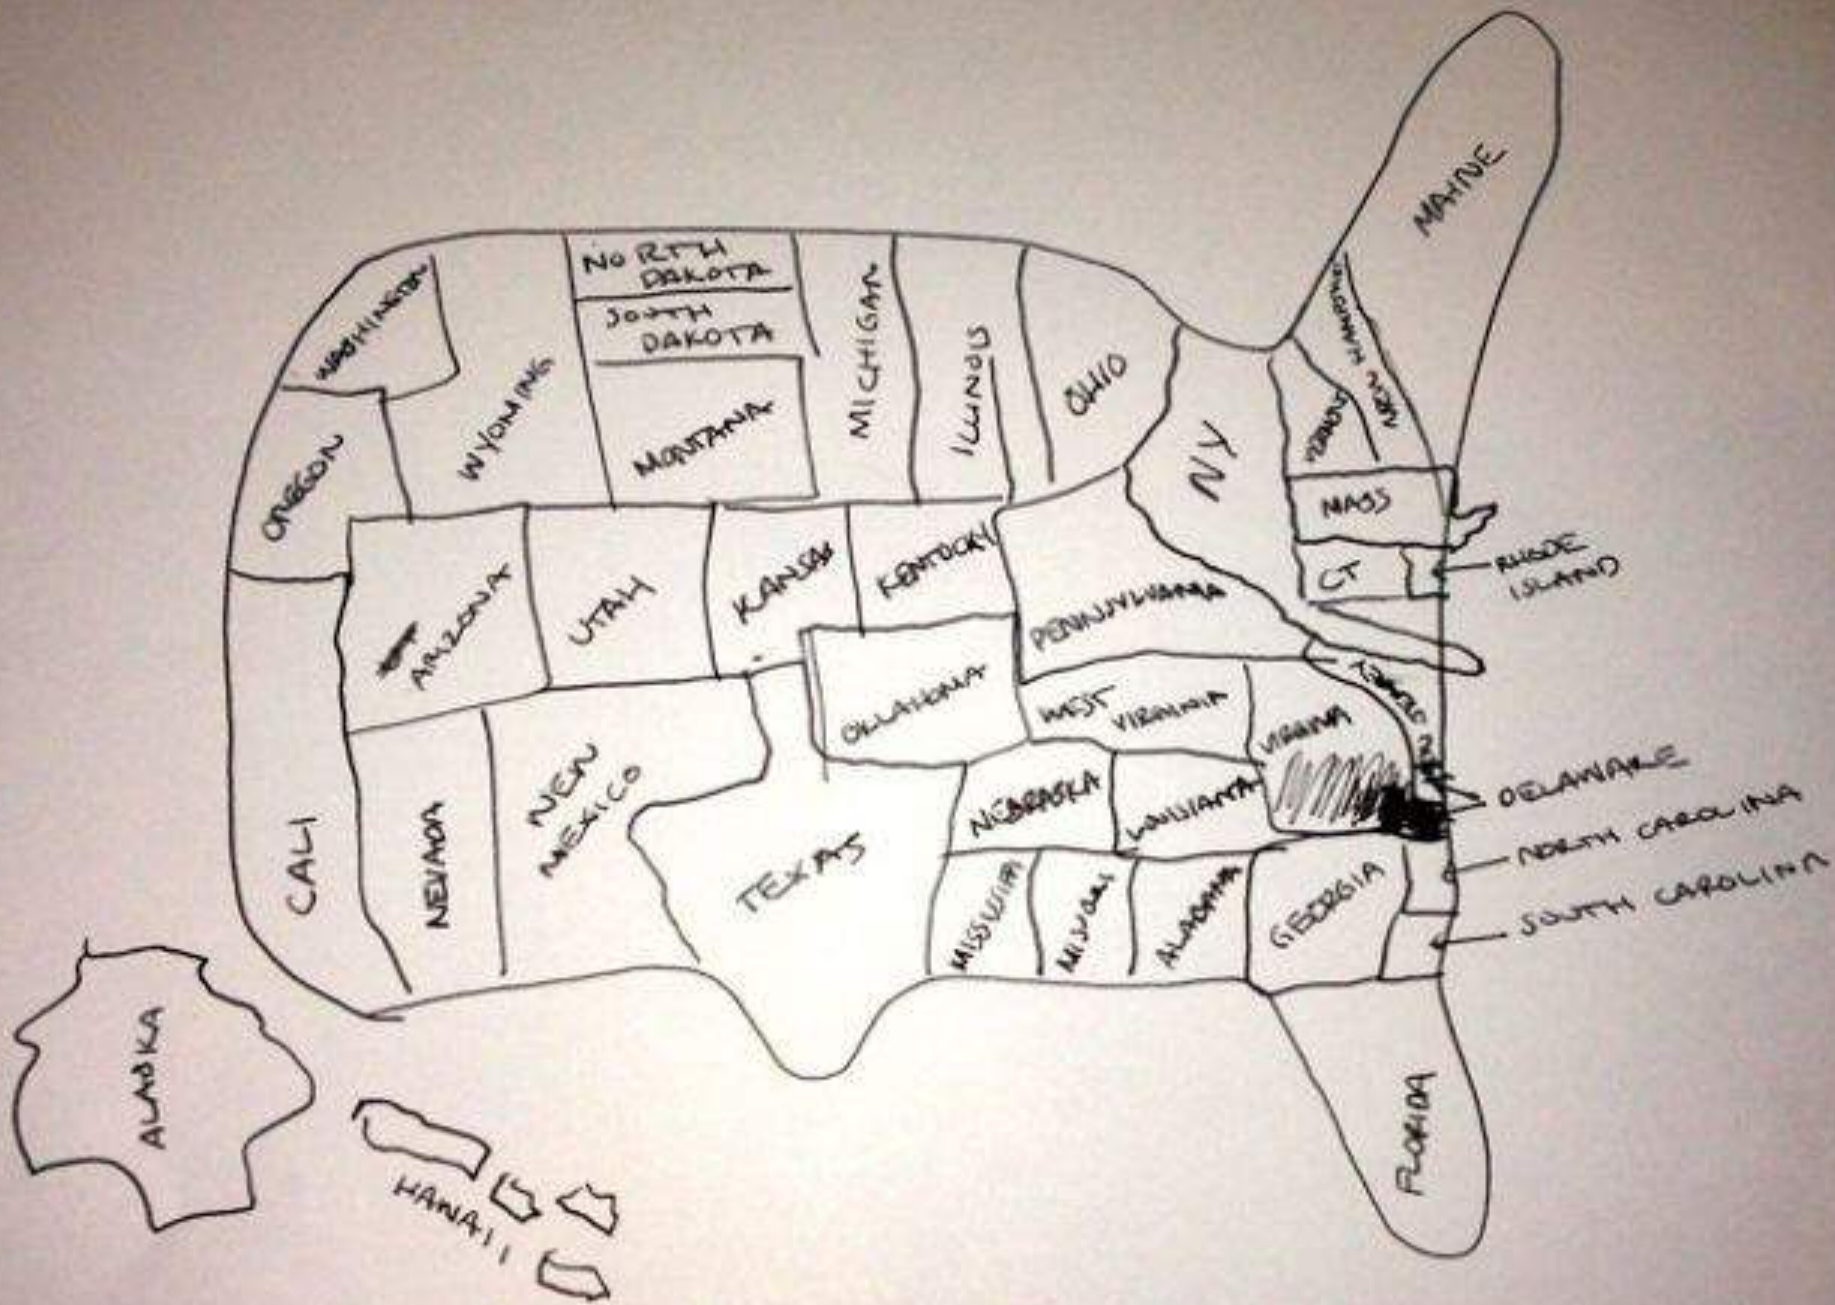 MAINE
NORTH
DAKOTA
SOUTH
DAKOTA
WASHINGTON
WYOMING
MONTANA
MICHIGAN
ILLINOIS
OHIO
NY
NEW HAMPSHIRE
MASS
CT
RHODE
ISLAND
OREGON
ARIZONA
UTAH
KANSAS
KENTUCKY
PENNSYLVANIA
OKLAHOMA
WEST
VIRGINIA
VIRGINIA
NEW JERSEY
DELAWARE
NORTH CAROLINA
SOUTH CAROLINA
CALI
NEVADA
NEW
MEXICO
TEXAS
NEBRASKA
LOUISIANA
MISSISSIPPI
MISSOURI
ALABAMA
GEORGIA
FLORIDA
ALASKA
HAWAII